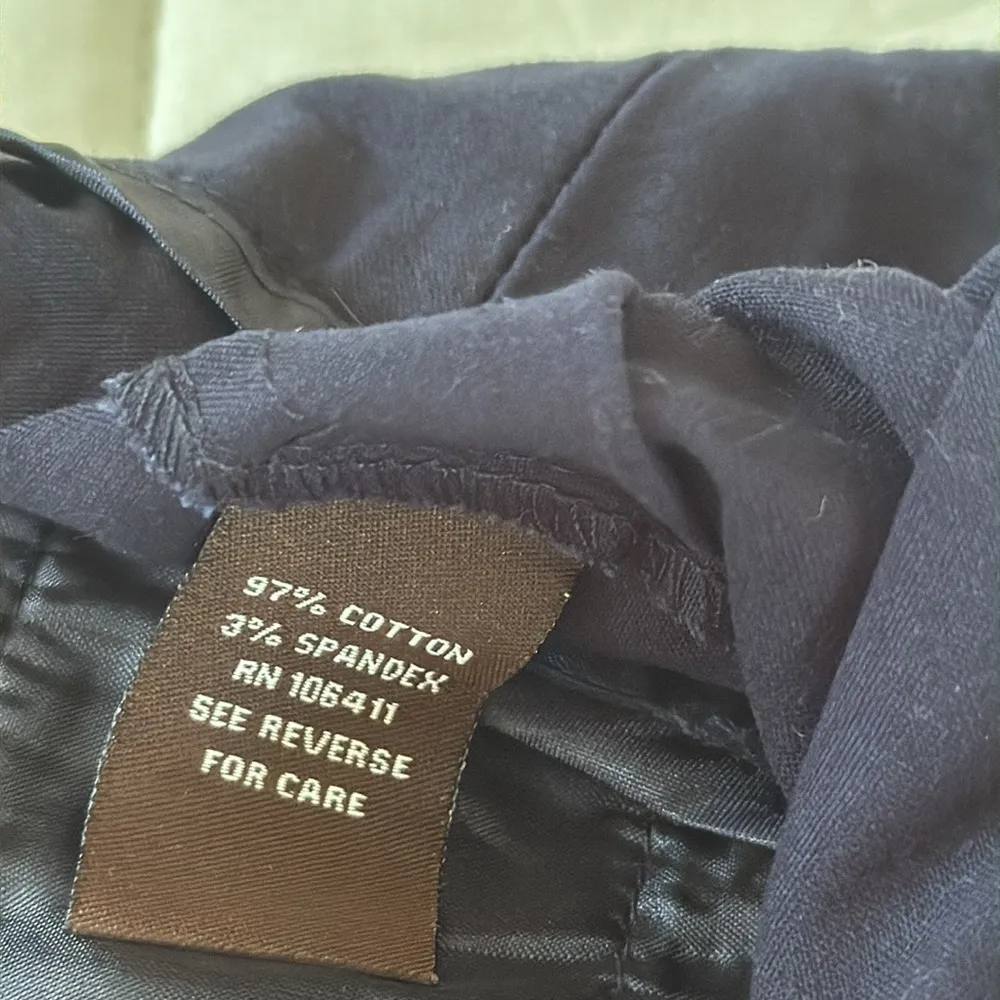 97% COTTON
3% SPANDEX
RN 106411
SEE REVERSE
FOR CARE